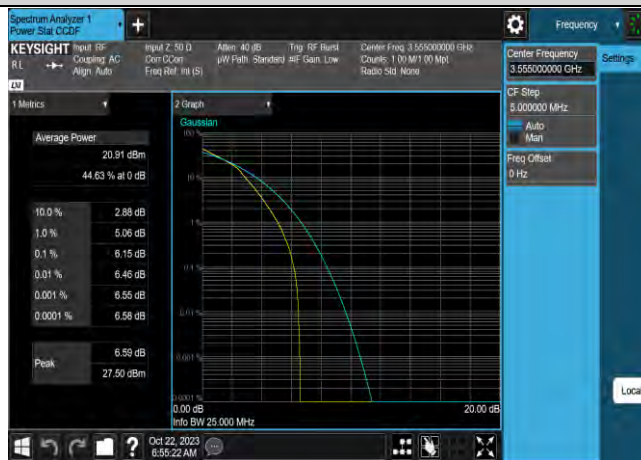 Spectrum Analyzer 1
Power Stat CCDF
+
Frequency
KEYSIGHT
RL
Input: RF
Coupling: AC
Align: Auto
Input Z: 50 Ω
Corr CCorr
Freq Ref: Int (S)
Atten: 40 dB
µW Path: Standard
Trig: RF Burst
#IF Gain: Low
Center Freq: 3.555000000 GHz
Counts: 1.00 M/1.00 Mpt
Radio Std: None
1 Metrics
Average Power
20.91 dBm
44.63 % at 0 dB
10.0 % 2.88 dB
1.0 % 5.06 dB
0.1 % 6.15 dB
0.01 % 6.46 dB
0.001 % 6.55 dB
0.0001 % 6.58 dB
Peak
6.59 dB
27.50 dBm
2 Graph
Gaussian
100 %
10 %
1 %
0.1 %
0.01 %
0.001 %
0.0001 %
0.00 dB
20.00 dB
Info BW 25.000 MHz
Center Frequency
3.555000000 GHz
Settings
CF Step
5.000000 MHz
Auto
Man
Freq Offset
0 Hz
Local
?
Oct 22, 2023
6:55:22 AM